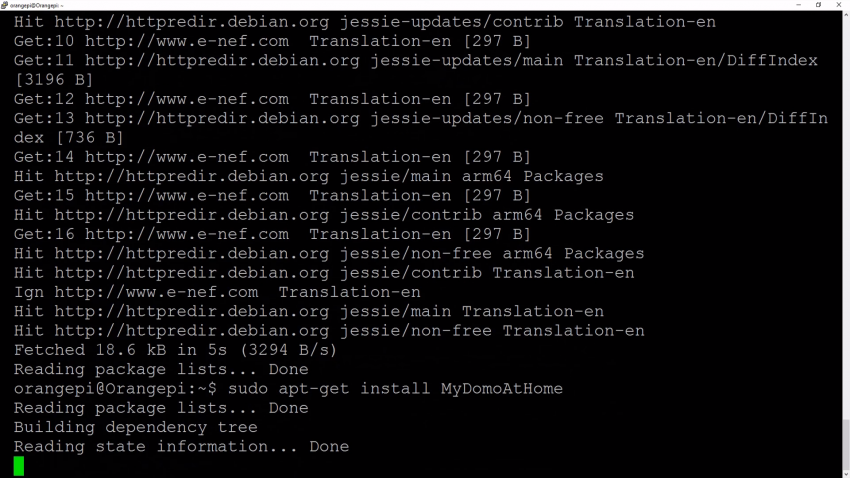 orangepi@Orangepi: ~
Hit http://httpredir.debian.org jessie-updates/contrib Translation-en
Get:10 http://www.e-nef.com  Translation-en [297 B]
Get:11 http://httpredir.debian.org jessie-updates/main Translation-en/DiffIndex
[3196 B]
Get:12 http://www.e-nef.com  Translation-en [297 B]
Get:13 http://httpredir.debian.org jessie-updates/non-free Translation-en/DiffIn
dex [736 B]
Get:14 http://www.e-nef.com  Translation-en [297 B]
Hit http://httpredir.debian.org jessie/main arm64 Packages
Get:15 http://www.e-nef.com  Translation-en [297 B]
Hit http://httpredir.debian.org jessie/contrib arm64 Packages
Get:16 http://www.e-nef.com  Translation-en [297 B]
Hit http://httpredir.debian.org jessie/non-free arm64 Packages
Hit http://httpredir.debian.org jessie/contrib Translation-en
Ign http://www.e-nef.com  Translation-en
Hit http://httpredir.debian.org jessie/main Translation-en
Hit http://httpredir.debian.org jessie/non-free Translation-en
Fetched 18.6 kB in 5s (3294 B/s)
Reading package lists... Done
orangepi@Orangepi:~$ sudo apt-get install MyDomoAtHome
Reading package lists... Done
Building dependency tree
Reading state information... Done